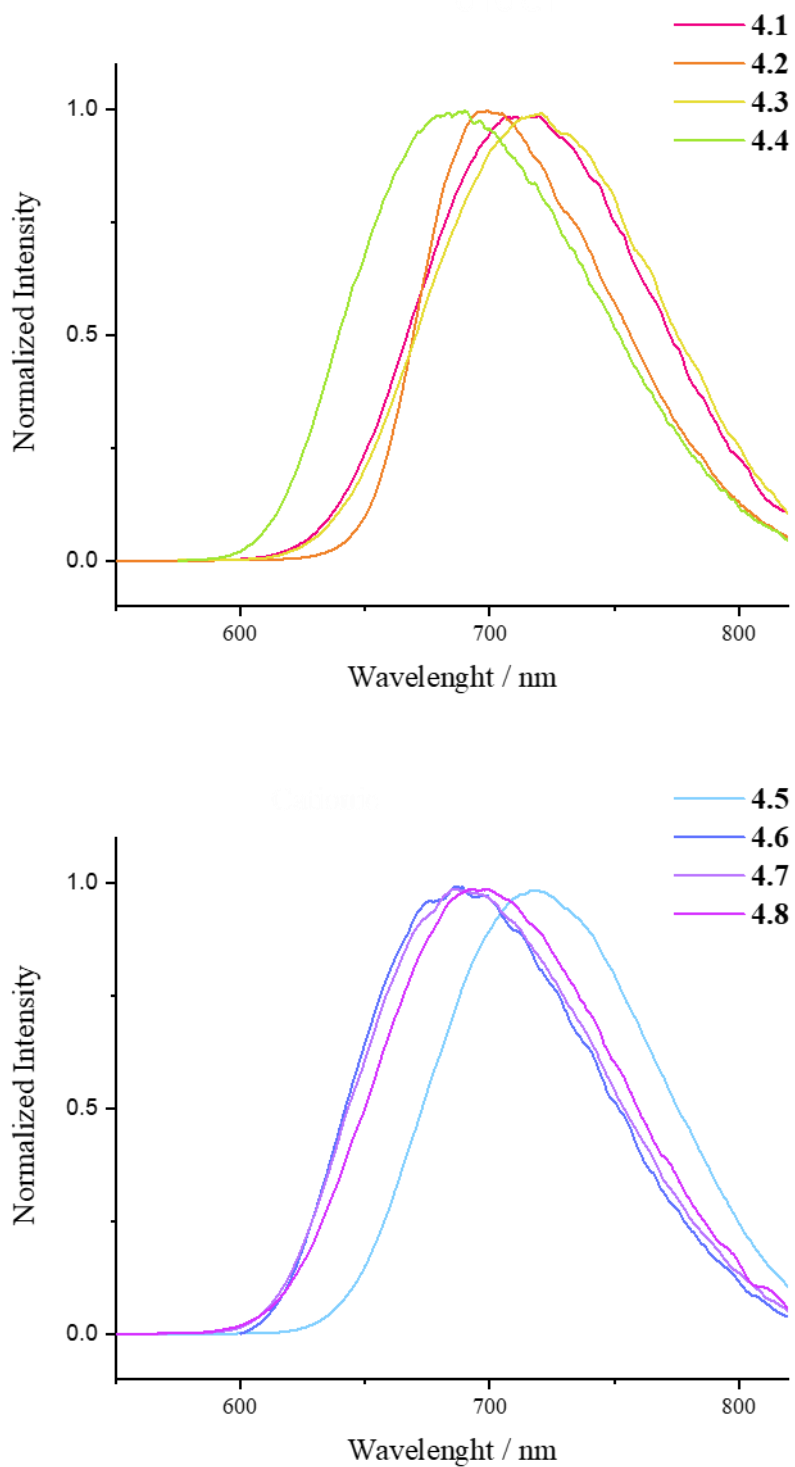 4.1
4.2
4.3
4.4
1.0
0.5
0.0
Normalized Intensity
600 700 800
Wavelenght / nm
4.5
4.6
4.7
4.8
1.0
0.5
0.0
Normalized Intensity
600 700 800
Wavelenght / nm